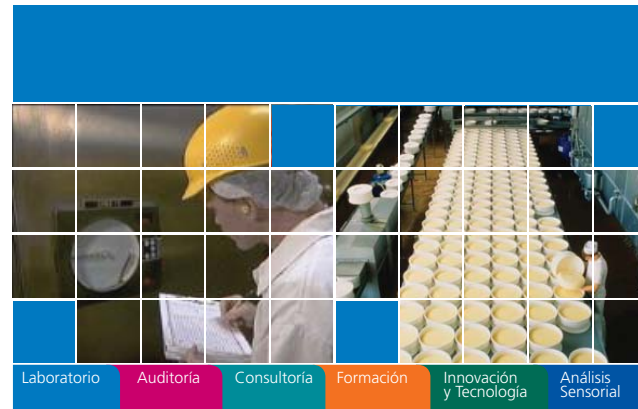 Laboratorio
Auditoría
Consultoría
Formación
Innovación
y Tecnología
Análisis
Sensorial